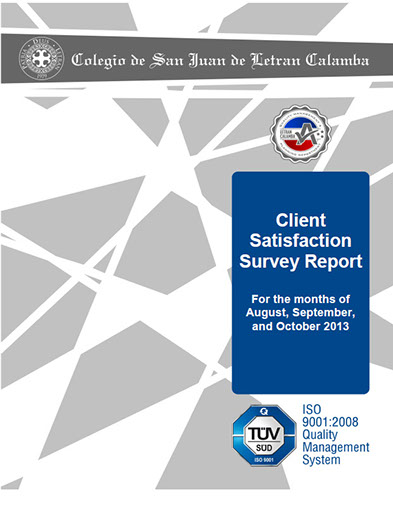 Colegio de San Juan de Letran Calamba
LETRAN
CALAMBA
Client
Satisfaction
Survey Report
For the months of
August, September,
and October 2013
Q
TÜV
SÜD
ISO 9001
ISO
9001:2008
Quality
Management
System